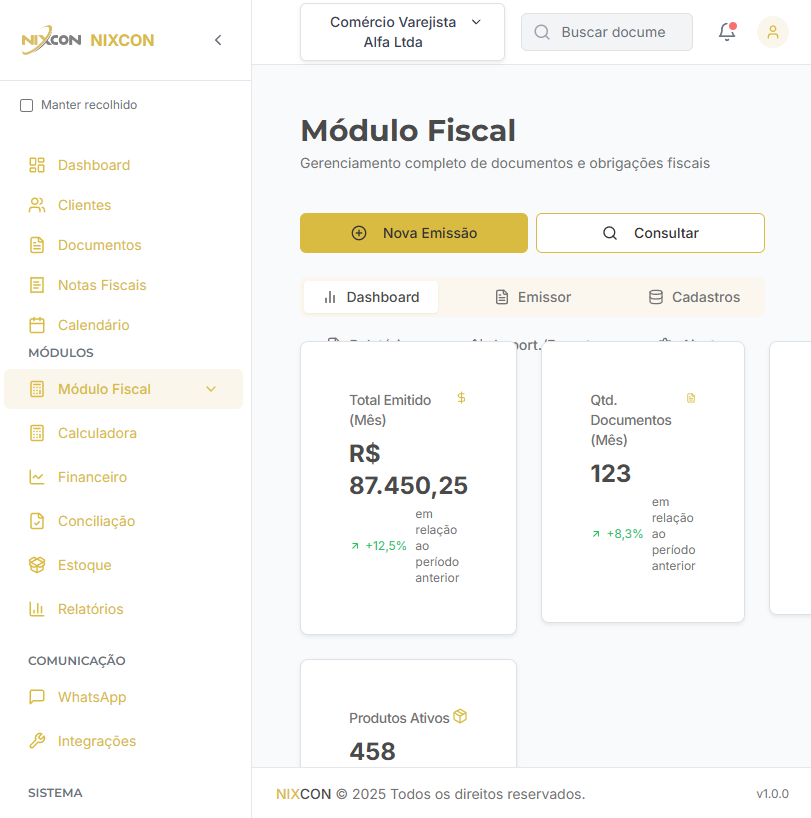 NIXCON NIXCON
Manter recolhido
Dashboard
Clientes
Documentos
Notas Fiscais
Calendário
MÓDULOS
Módulo Fiscal
Calculadora
Financeiro
Conciliação
Estoque
Relatórios
COMUNICAÇÃO
WhatsApp
Integrações
SISTEMA
Comércio Varejista
Alfa Ltda
Buscar docume
Módulo Fiscal
Gerenciamento completo de documentos e obrigações fiscais
Nova Emissão
Consultar
Dashboard
Emissor
Cadastros
Total Emitido
(Mês)
R$
87.450,25
+12,5%
em
relação
ao
período
anterior
Qtd.
Documentos
(Mês)
123
+8,3%
em
relação
ao
período
anterior
Produtos Ativos
458
NIXCON © 2025 Todos os direitos reservados.
v1.0.0